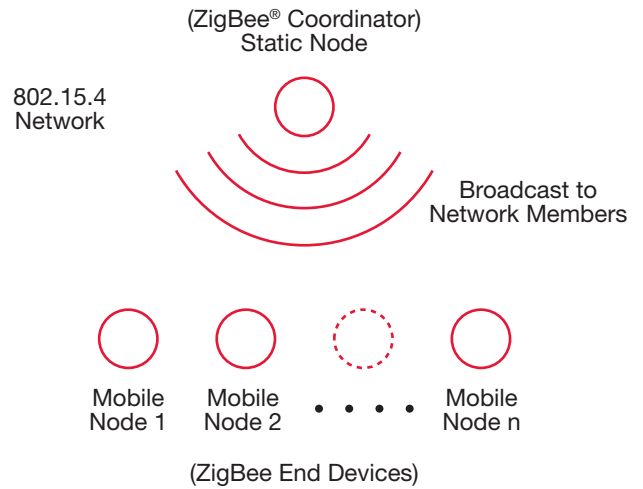 (ZigBee® Coordinator)
Static Node
802.15.4
Network
Broadcast to
Network Members
Mobile
Node 1
Mobile
Node 2
Mobile
Node n
(ZigBee End Devices)